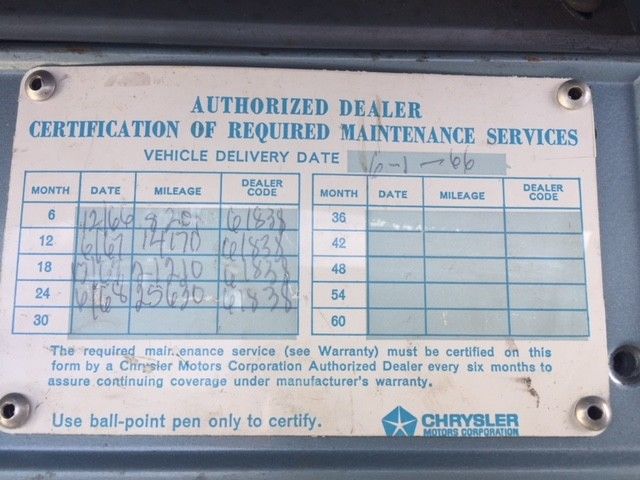 AUTHORIZED DEALER
CERTIFICATION OF REQUIRED MAINTENANCE SERVICES
VEHICLE DELIVERY DATE 6-1-66
MONTH DATE MILEAGE DEALER CODE MONTH DATE MILEAGE DEALER CODE
6 12/66 8201 61838 36
12 6/67 14170 61838 42
18 21210 61838 48
24 6/68 25630 61838 54
30 60
The required maintenance service (see Warranty) must be certified on this
form by a Chrysler Motors Corporation Authorized Dealer every six months to
assure continuing coverage under manufacturer's warranty.
Use ball-point pen only to certify. CHRYSLER
MOTORS CORPORATION